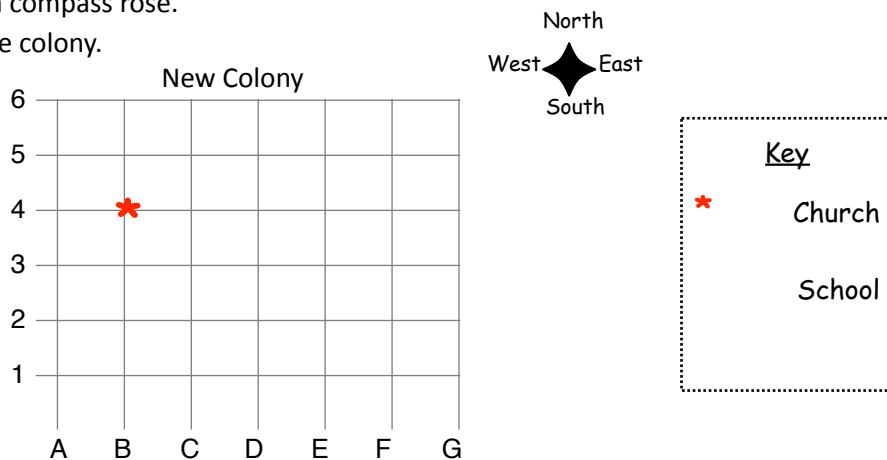 compass rose.
e colony.
North
West East
South
New Colony
6
5
4
3
2
1
A B C D E F G
Key
* Church
School